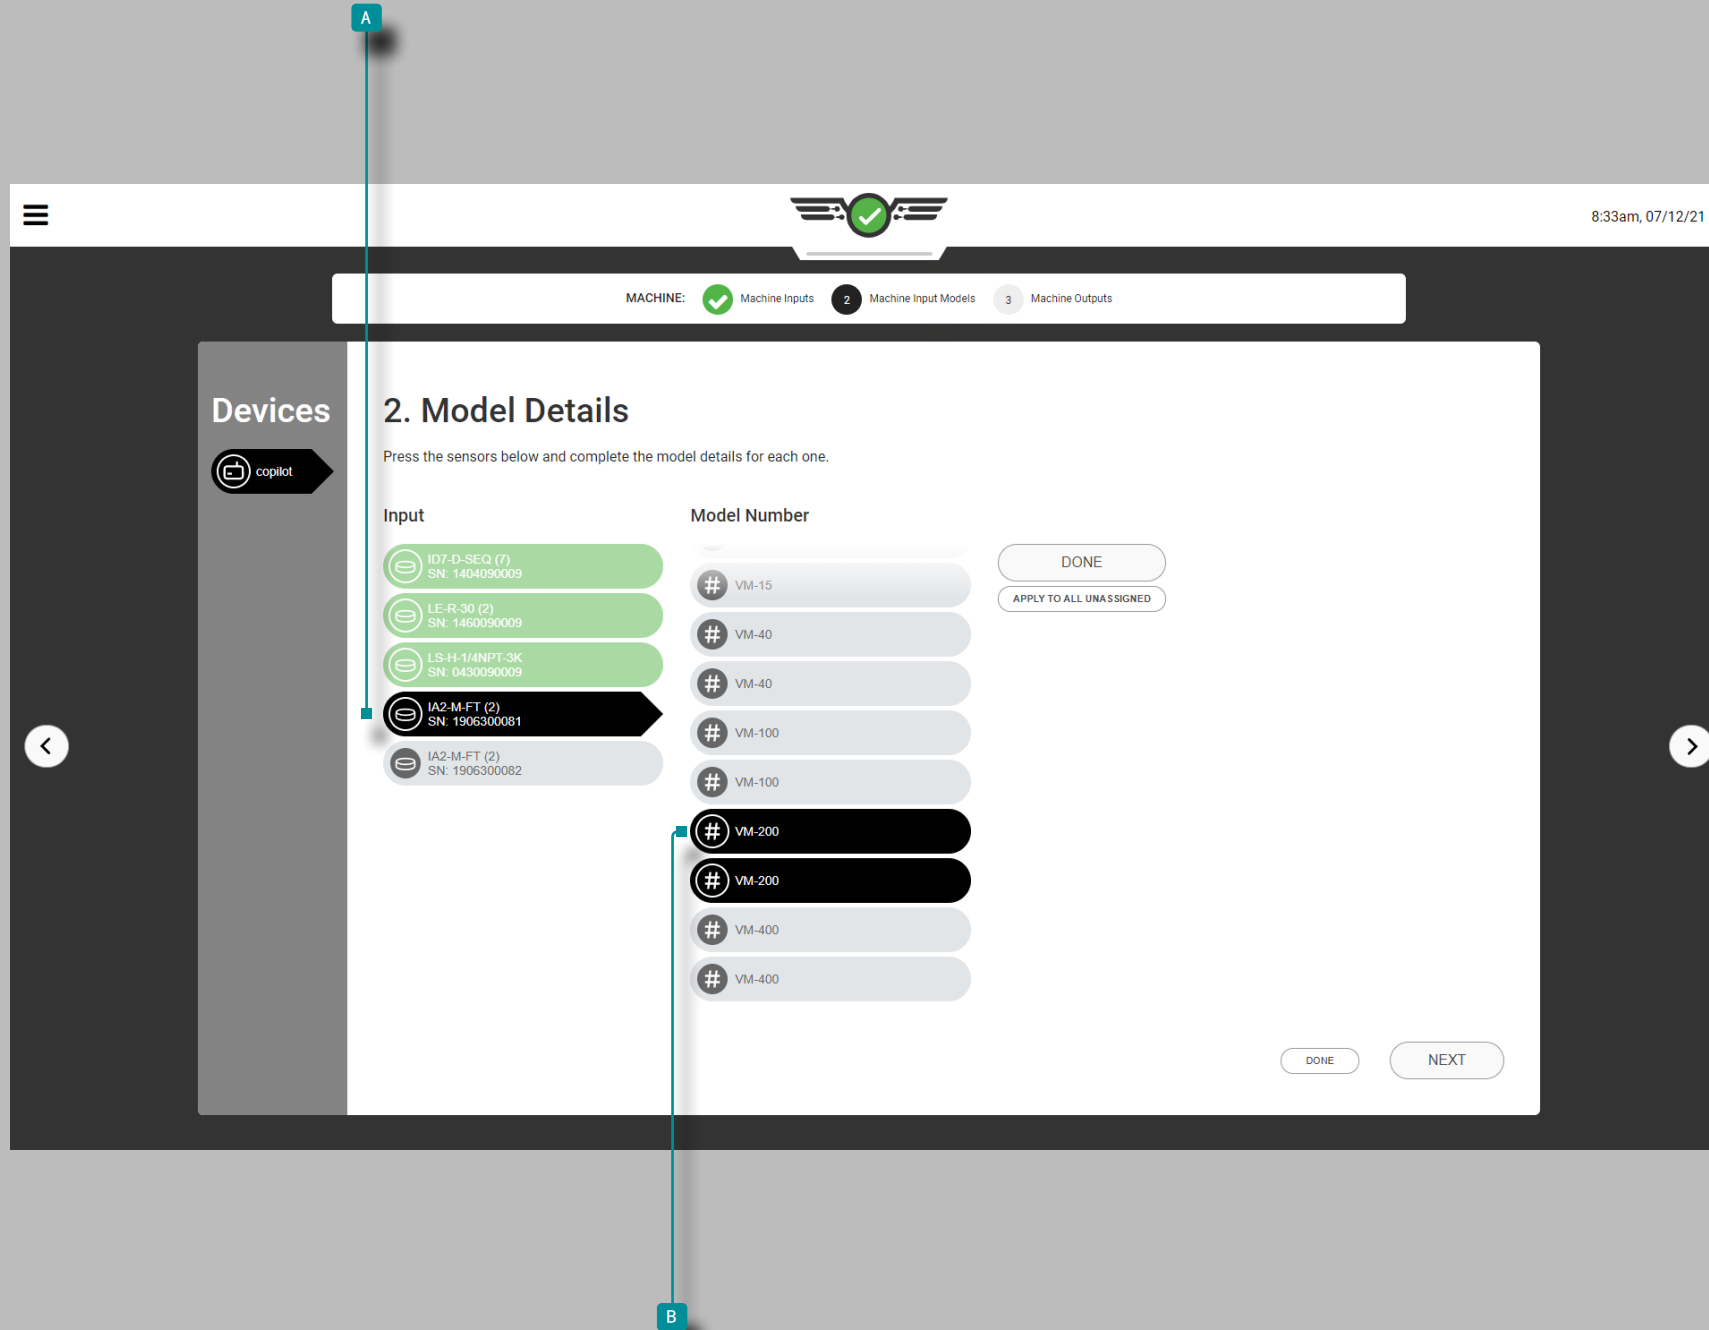 A
8:33am, 07/12/21
MACHINE: Machine Inputs 2 Machine Input Models 3 Machine Outputs
Devices
copilot
2. Model Details
Press the sensors below and complete the model details for each one.
Input
ID7-D-SEQ (7)
SN: 1404090009
LE-R-30 (2)
SN: 1460090009
LS-H-1/4NPT-3K
SN: 0430090009
IA2-M-FT (2)
SN: 1906300081
IA2-M-FT (2)
SN: 1906300082
Model Number
# VM-15
# VM-40
# VM-40
# VM-100
# VM-100
# VM-200
# VM-200
# VM-400
# VM-400
DONE
APPLY TO ALL UNASSIGNED
DONE
NEXT
B